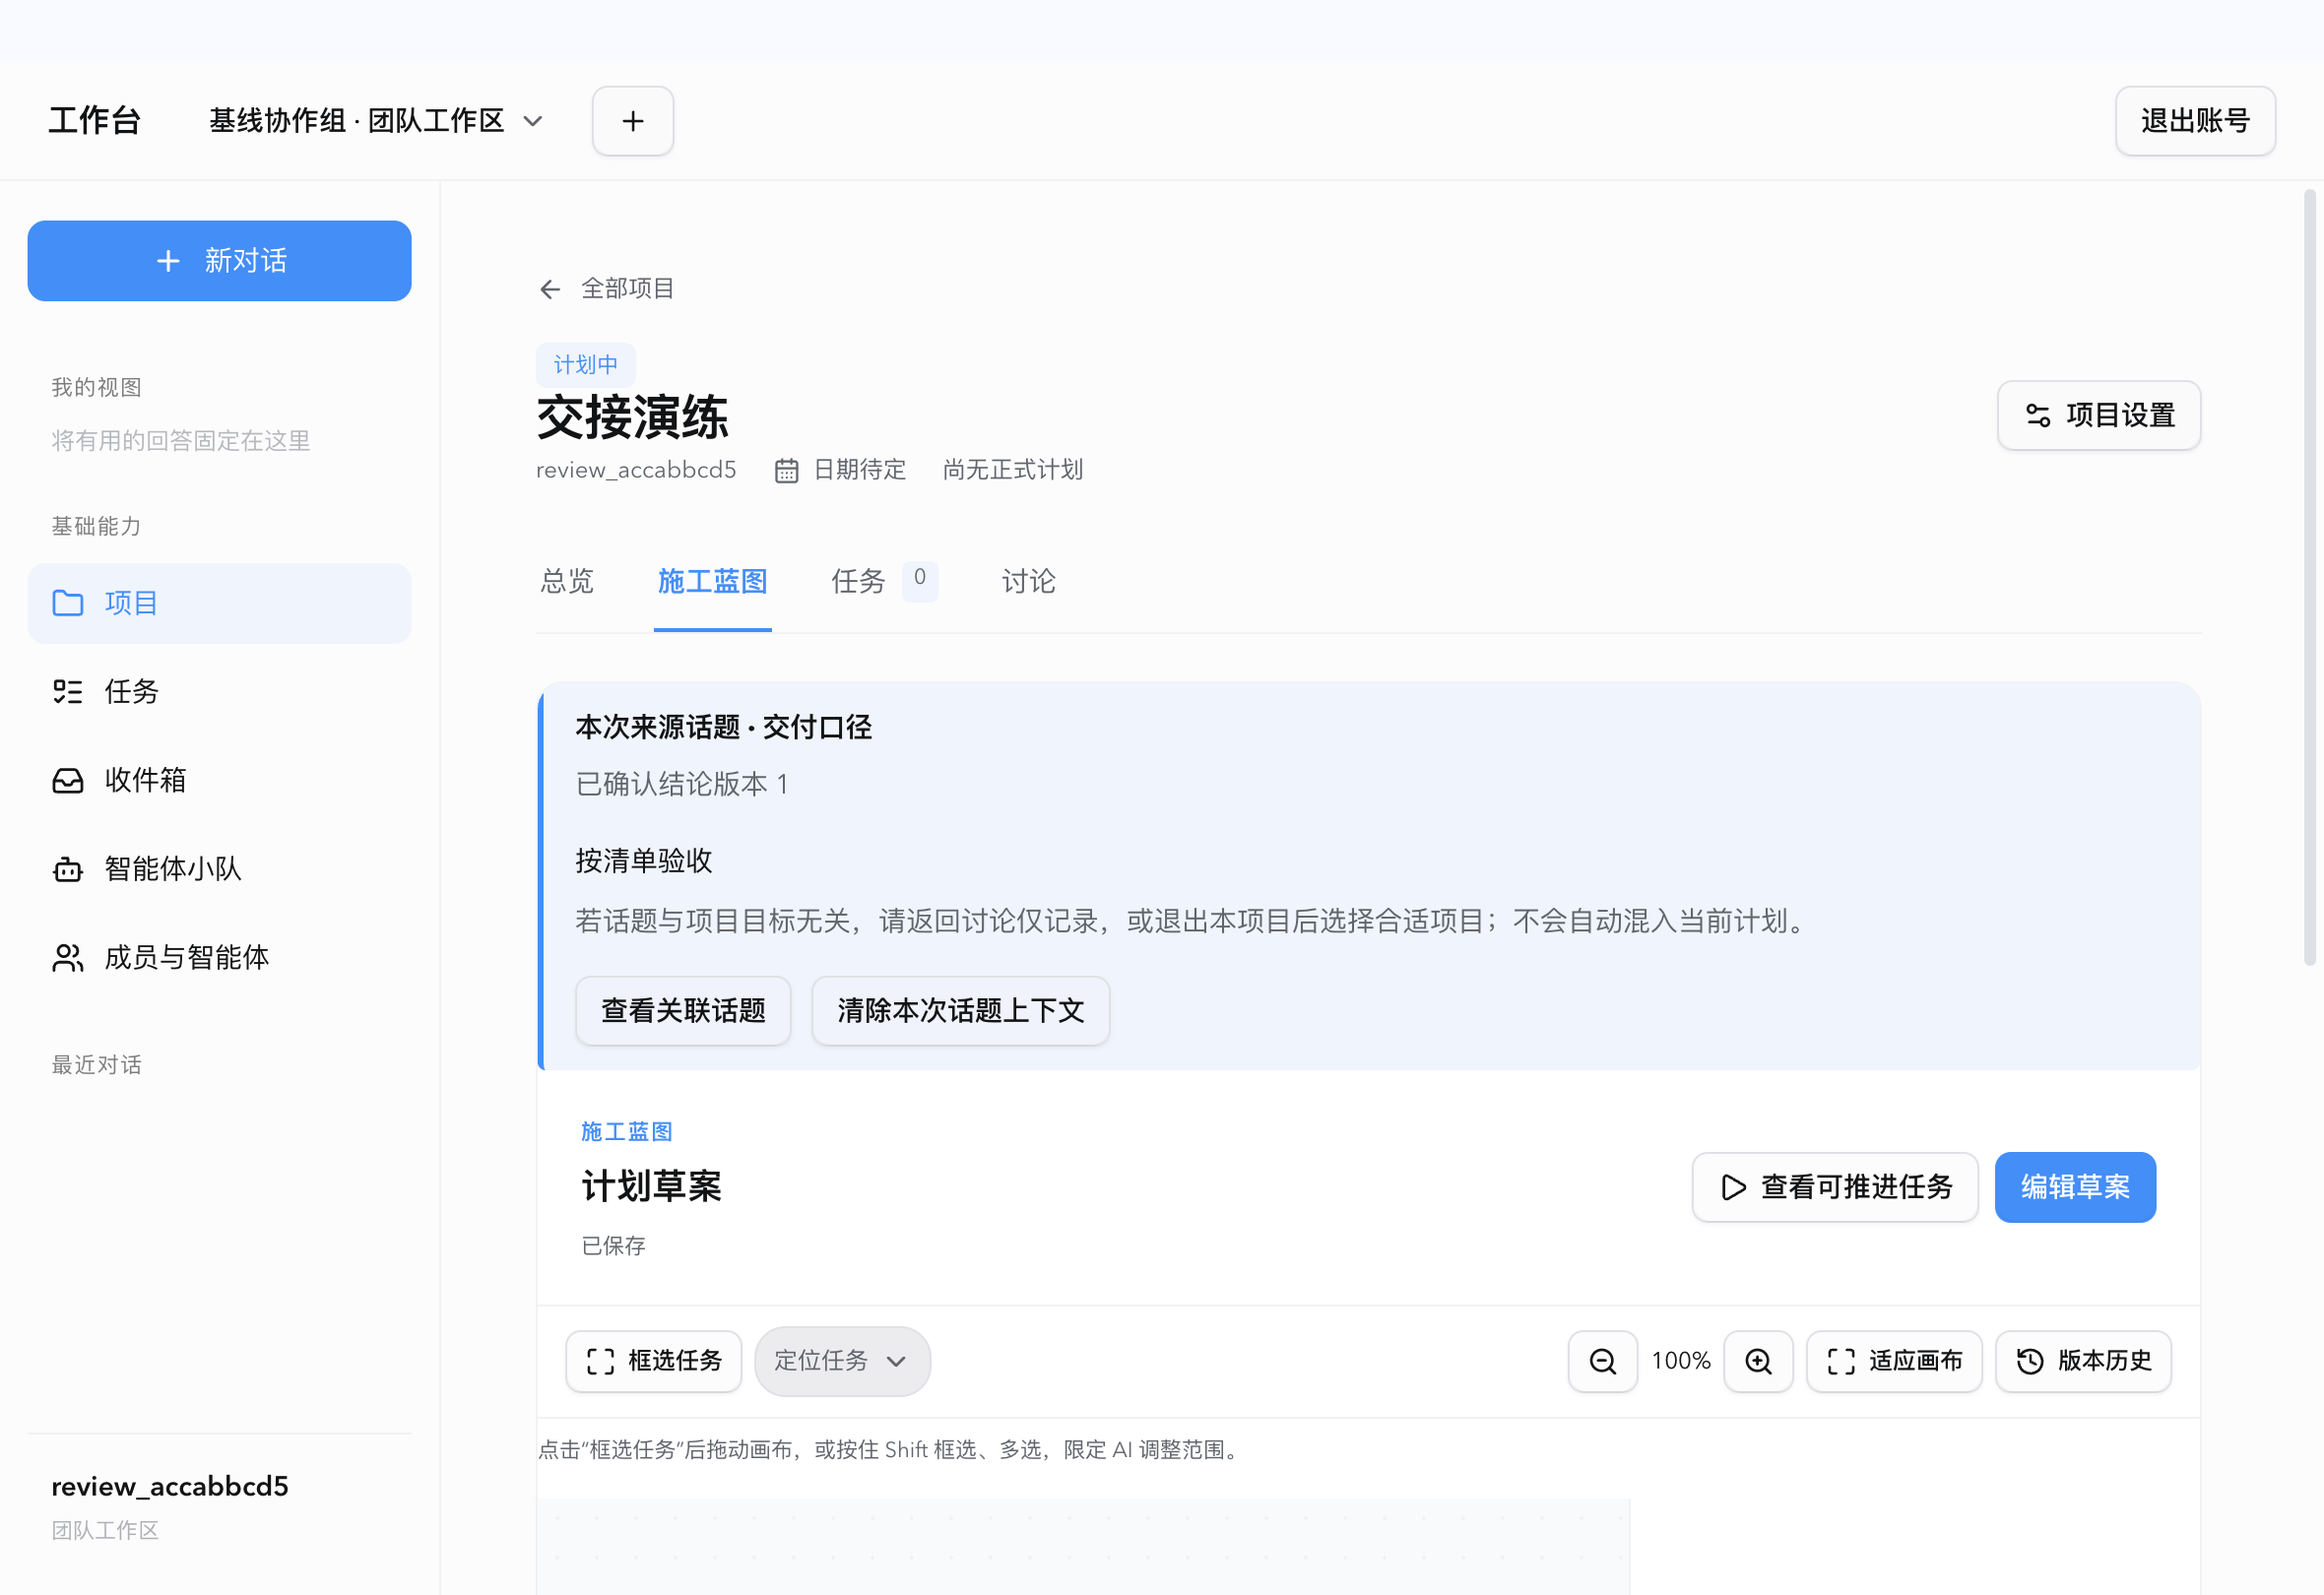 工作台
基线协作组 · 团队工作区
退出账号
新对话
我的视图
将有用的回答固定在这里
基础能力
项目
任务
收件箱
智能体小队
成员与智能体
最近对话
review_accabbcd5
团队工作区
全部项目
计划中
交接演练
项目设置
review_accabbcd5 日期待定 尚无正式计划
总览 施工蓝图 任务 0 讨论
本次来源话题 · 交付口径
已确认结论版本 1
按清单验收
若话题与项目目标无关，请返回讨论仅记录，或退出本项目后选择合适项目；不会自动混入当前计划。
查看关联话题 清除本次话题上下文
施工蓝图
计划草案
已保存
查看可推进任务 编辑草案
框选任务 定位任务 100% 适应画布 版本历史
点击“框选任务”后拖动画布，或按住 Shift 框选、多选，限定 AI 调整范围。